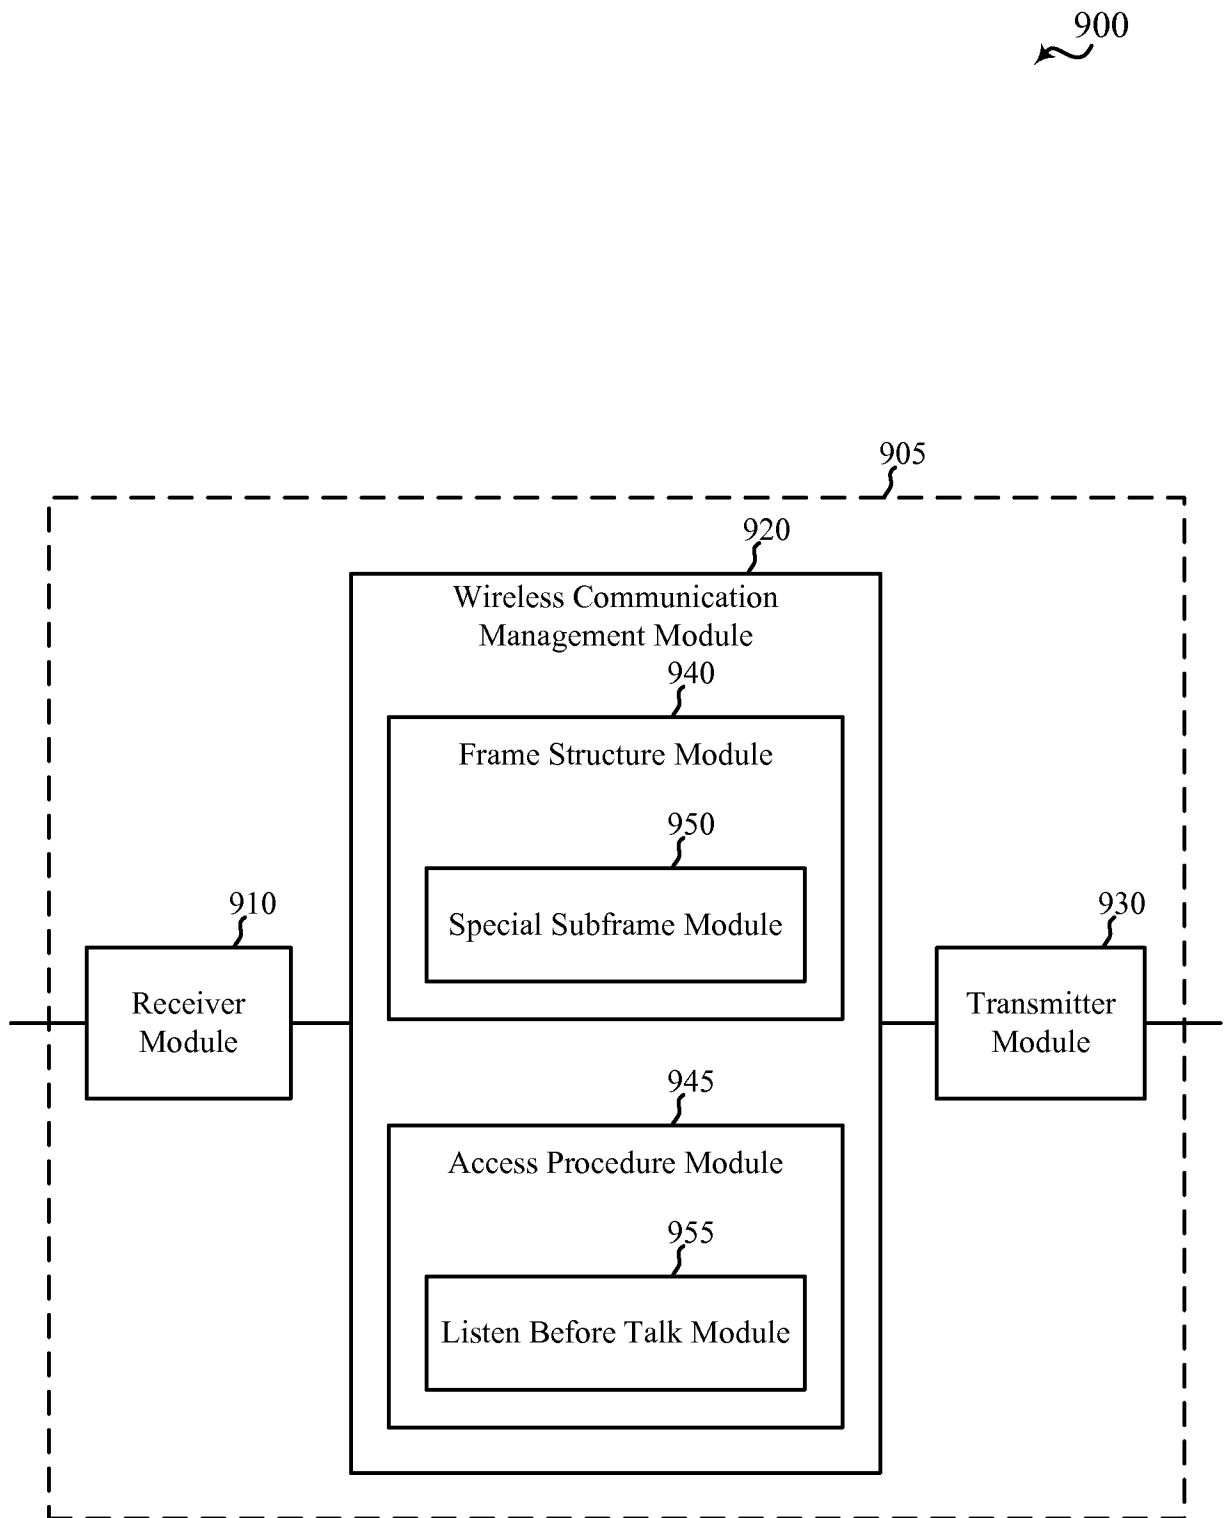 900
905
920
Wireless Communication
Management Module
940
Frame Structure Module
950
Special Subframe Module
910
Receiver
Module
930
Transmitter
Module
945
Access Procedure Module
955
Listen Before Talk Module